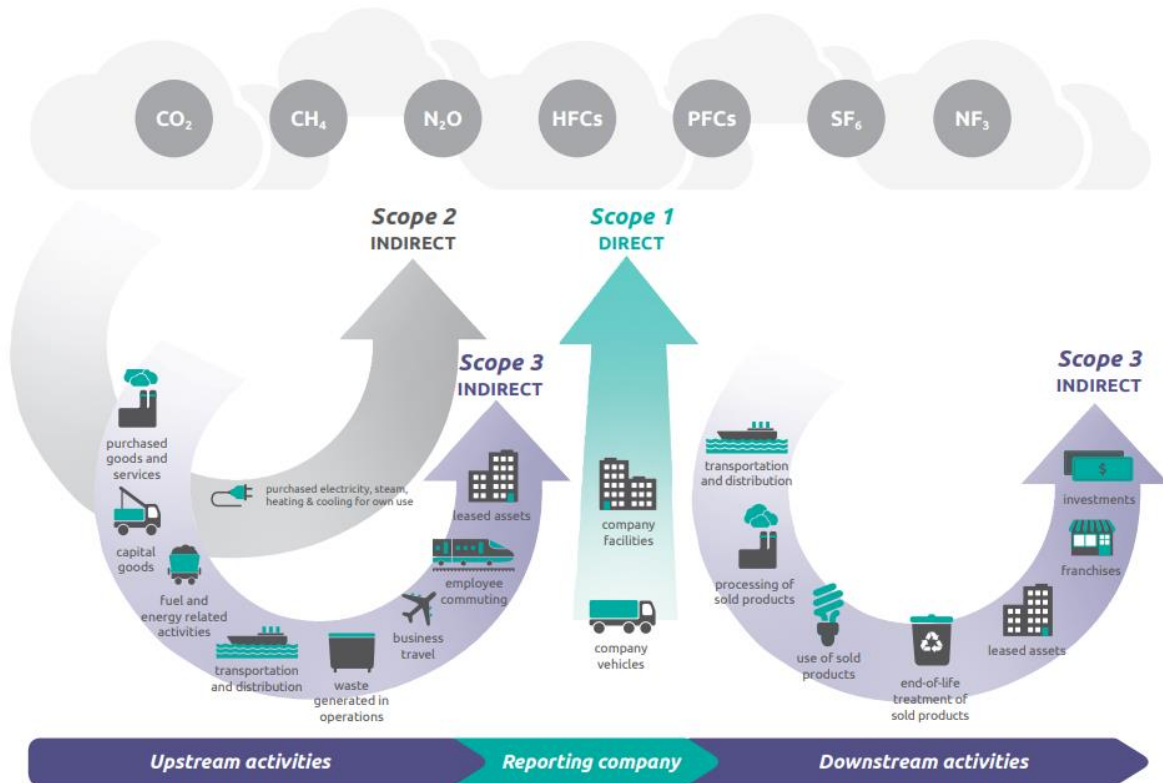 CO₂
CH₄
N₂O
HFCs
PFCs
SF₆
NF₃
Scope 2
INDIRECT
Scope 1
DIRECT
Scope 3
INDIRECT
Scope 3
INDIRECT
purchased
goods and
services
capital
goods
fuel and
energy related
activities
purchased electricity, steam,
heating & cooling for own use
transportation
and distribution
waste
generated in
operations
business
travel
employee
commuting
leased assets
company
facilities
company
vehicles
transportation
and distribution
processing of
sold products
use of sold
products
end-of-life
treatment of
sold products
leased assets
franchises
$
investments
Upstream activities
Reporting company
Downstream activities